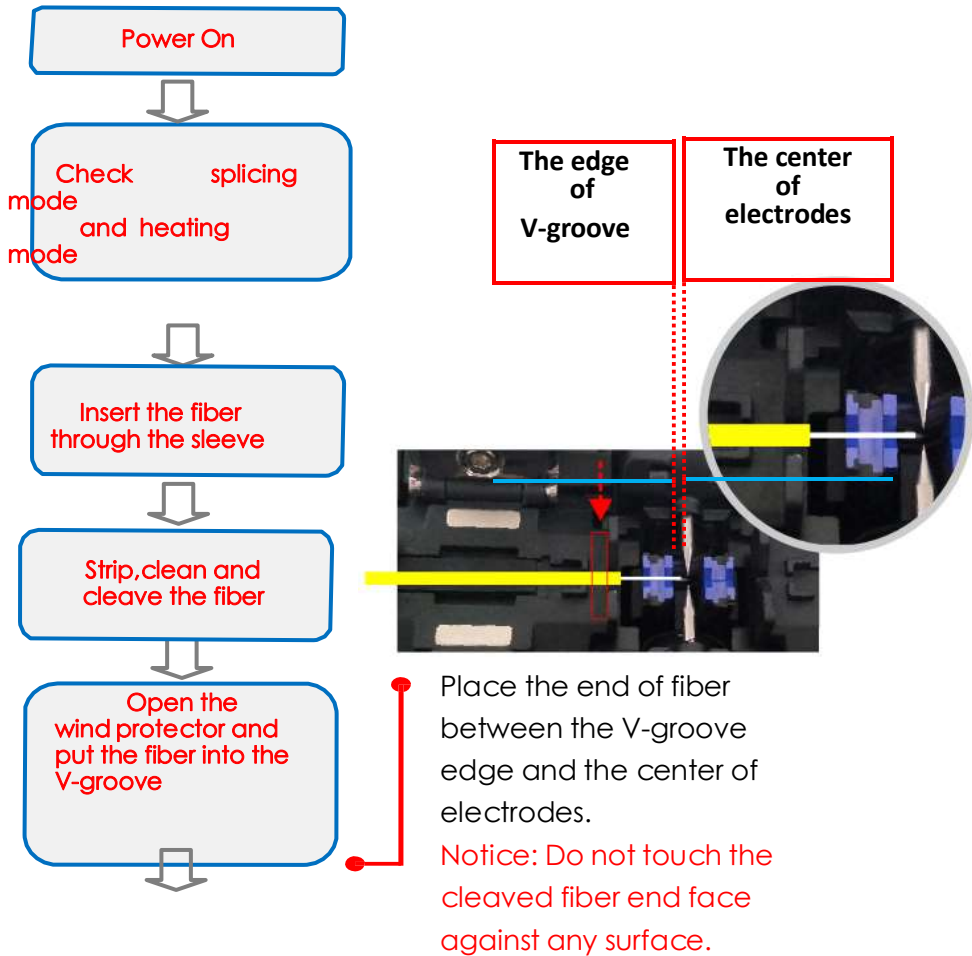 Power On
Check splicing
mode
and heating
mode
Insert the fiber
through the sleeve
Strip,clean and
cleave the fiber
Open the
wind protector and
put the fiber into the
V-groove
The edge
of
V-groove
The center
of
electrodes
Place the end of fiber
between the V-groove
edge and the center of
electrodes.
Notice: Do not touch the
cleaved fiber end face
against any surface.